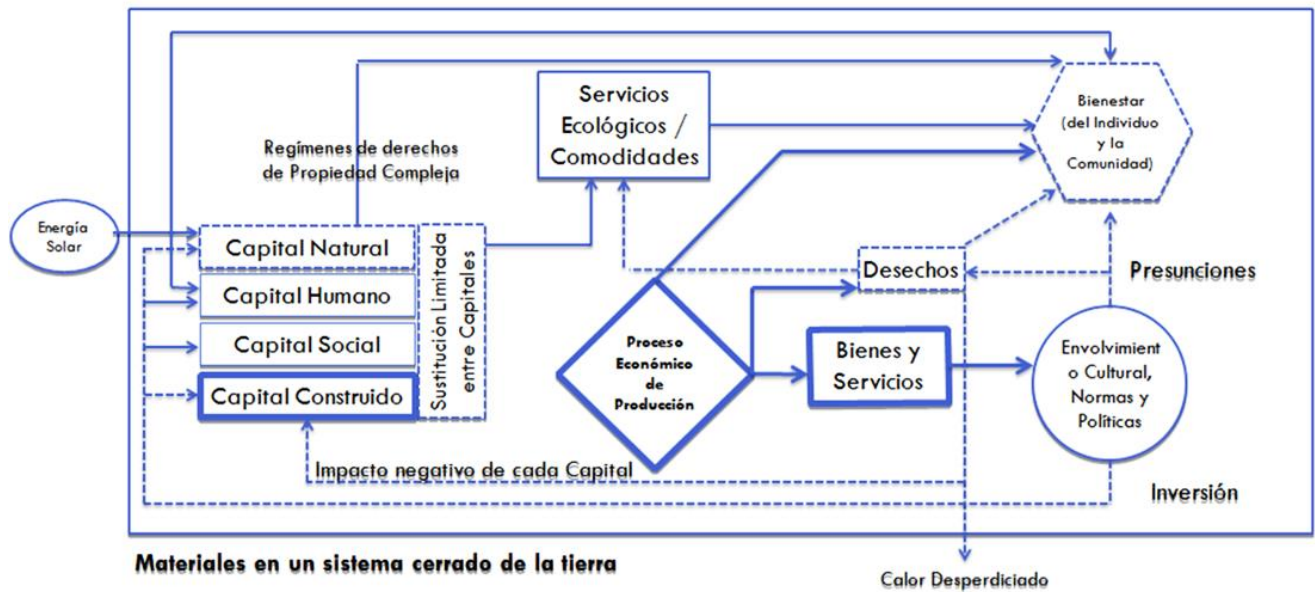 Servicios
Ecológicos /
Comodidades
Bienestar
(del Individuo
y la
Comunidad)
Regímenes de derechos
de Propiedad Compleja
Energía
Solar
Capital Natural
Capital Humano
Capital Social
Capital Construido
Sustitución Limitada
entre Capitales
Desechos
Presunciones
Proceso
Económico
de
Producción
Bienes y
Servicios
Envolvimient
o Cultural,
Normas y
Políticas
Impacto negativo de cada Capital
Inversión
Materiales en un sistema cerrado de la tierra
Calor Desperdiciado